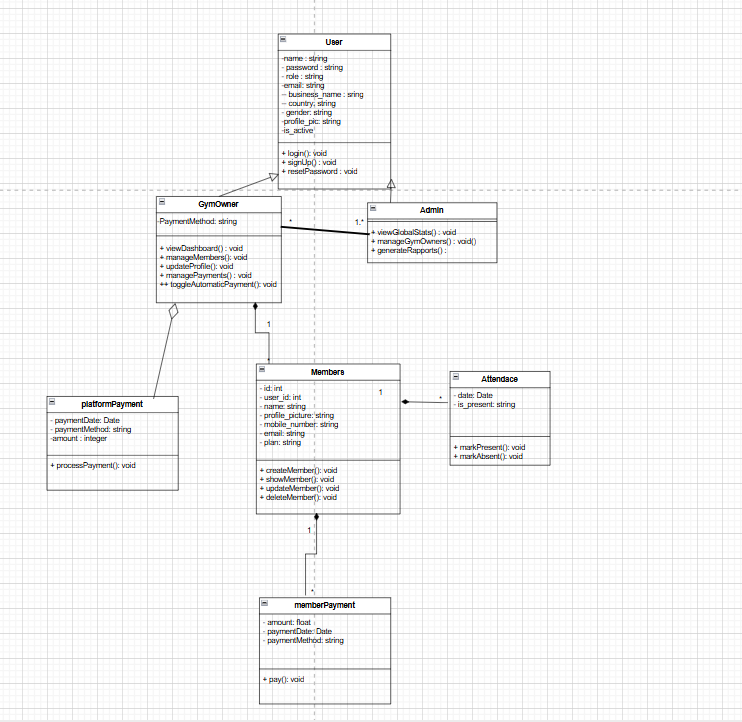 User
-name : string
- password : string
- role : string
-email: string
-- business_name : sring
-- country: string
- gender: string
-profile_pic: string
-is_active
+ login(): void
+ signUp() : void
+ resetPassword : void
GymOwner
-PaymentMethod: string
+ viewDashboard() : void
+ manageMembers(): void
+ updateProfile(): void
+ managePayments() : void
++ toggleAutomaticPayment(): void
*
1.*
Admin
+ viewGlobalStats() : void
+ manageGymOwners() : void()
+ generateRapports() :
1
*
platformPayment
- paymentDate: Date
- paymentMethod: string
-amount : integer
+ processPayment(): void
Members
- id: int
- user_id: int
- name: string
- profile_picture: string
- mobile_number: string
- email: string
- plan: string
+ createMember(): void
+ showMember(): void
+ updateMember(): void
+ deleteMember(): void
1
*
Attendace
- date: Date
- is_present: string
+ markPresent(): void
+ markAbsent(): void
1
*
memberPayment
- amount: float
- paymentDate: Date
- paymentMethod: string
+ pay(): void